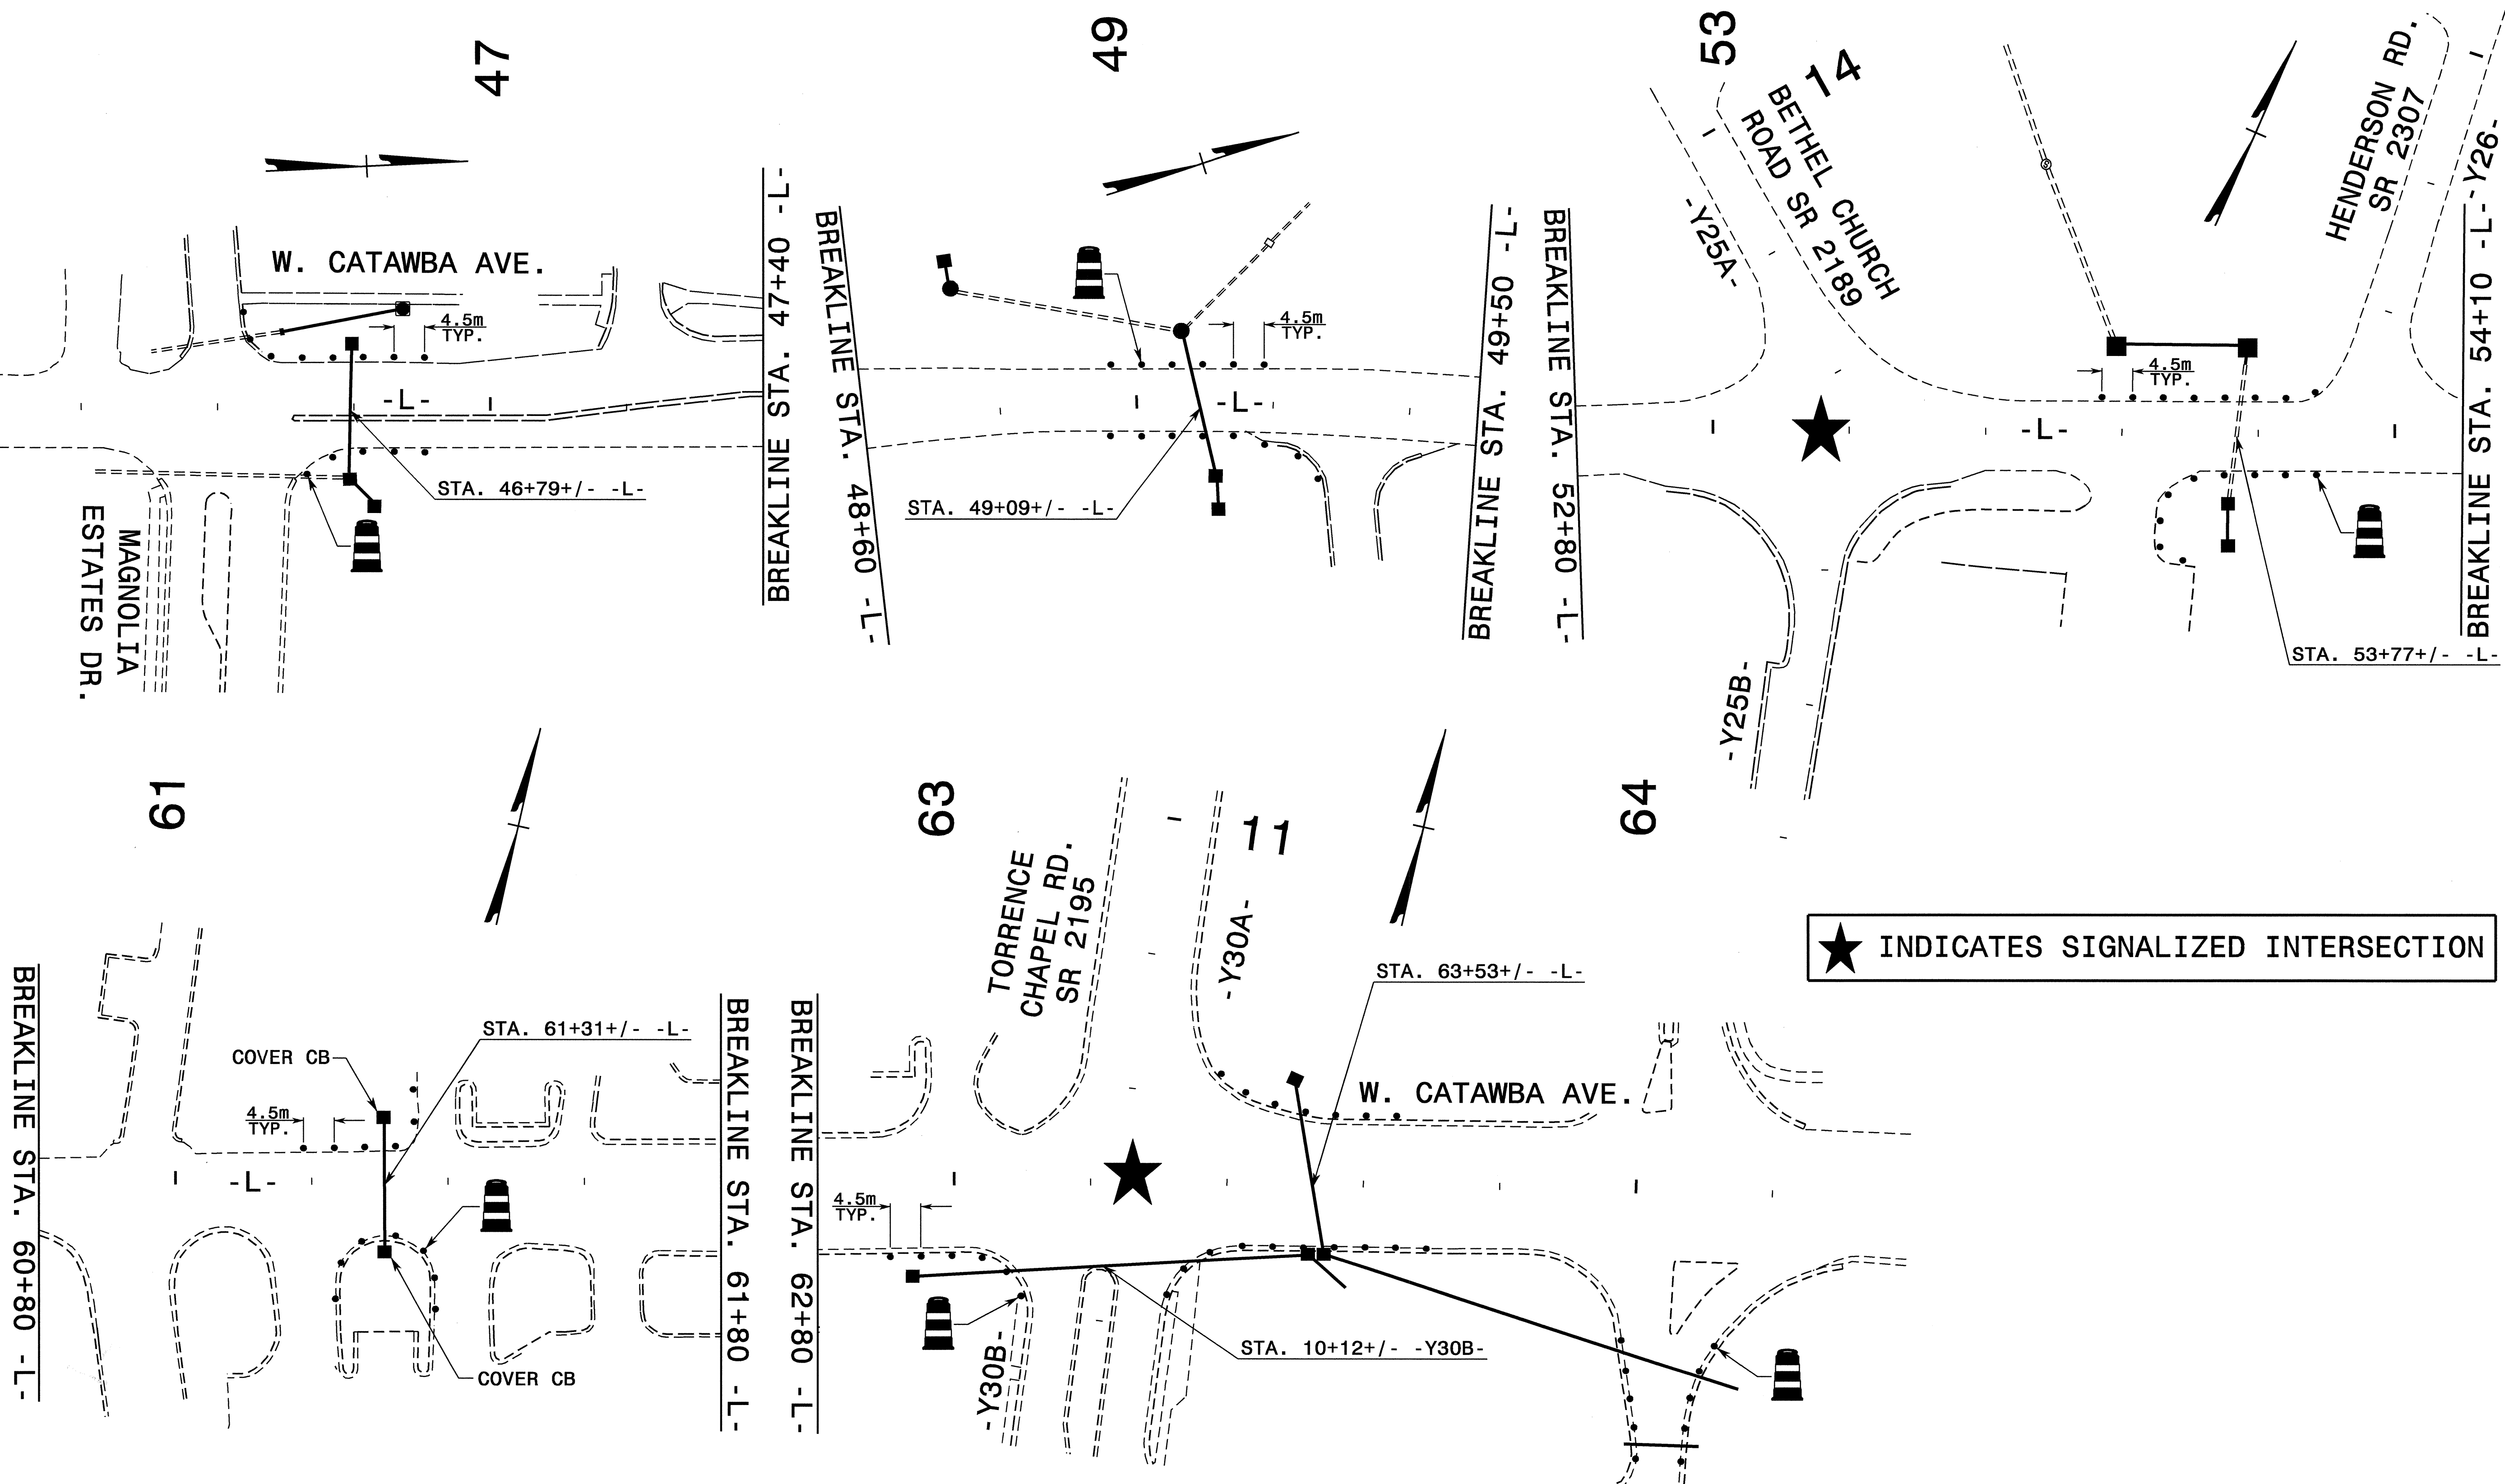 47
W. CATAWBA AVE.
4.5m
TYP.
-L-
STA. 46+79+/- -L-
MAGNOLIA
ESTATES DR.
BREAKLINE STA. 47+40 -L-
49
BREAKLINE STA. 48+60 -L-
4.5m
TYP.
-L-
STA. 49+09+/- -L-
BREAKLINE STA. 49+50 -L-
53
14
BREAKLINE STA. 52+80 -L-
BETHEL CHURCH
ROAD SR 2189
-Y25A-
HENDERSON RD.
SR 2307
-Y26-
4.5m
TYP.
-L-
-Y25B-
STA. 53+77+/- -L-
BREAKLINE STA. 54+10 -L-
61
BREAKLINE STA. 60+80 -L-
STA. 61+31+/- -L-
COVER CB
4.5m
TYP.
-L-
COVER CB
BREAKLINE STA. 61+80 -L-
63
11
64
BREAKLINE STA. 62+80 -L-
TORRENCE
CHAPEL RD.
SR 2195
-Y30A-
STA. 63+53+/- -L-
W. CATAWBA AVE.
4.5m
TYP.
-Y30B-
STA. 10+12+/- -Y30B-
INDICATES SIGNALIZED INTERSECTION